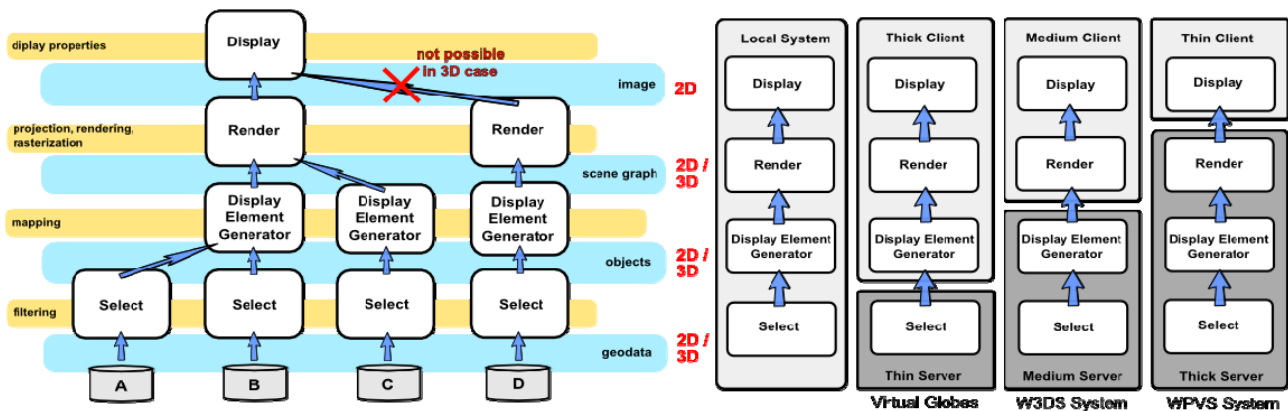 diplay properties
Display
not possible
in 3D case
image
2D
projection, rendering,
rasterization
Render
Render
scene graph
2D /
3D
mapping
Display
Element
Generator
Display
Element
Generator
Display
Element
Generator
objects
2D /
3D
filtering
Select
Select
Select
Select
geodata
2D /
3D
A
B
C
D
Local System
Display
Render
Display Element
Generator
Select
Thick Client
Display
Render
Display Element
Generator
Select
Thin Server
Virtual Globes
Medium Client
Display
Render
Display Element
Generator
Select
Medium Server
W3DS System
Thin Client
Display
Render
Display Element
Generator
Select
Thick Server
WPVS System